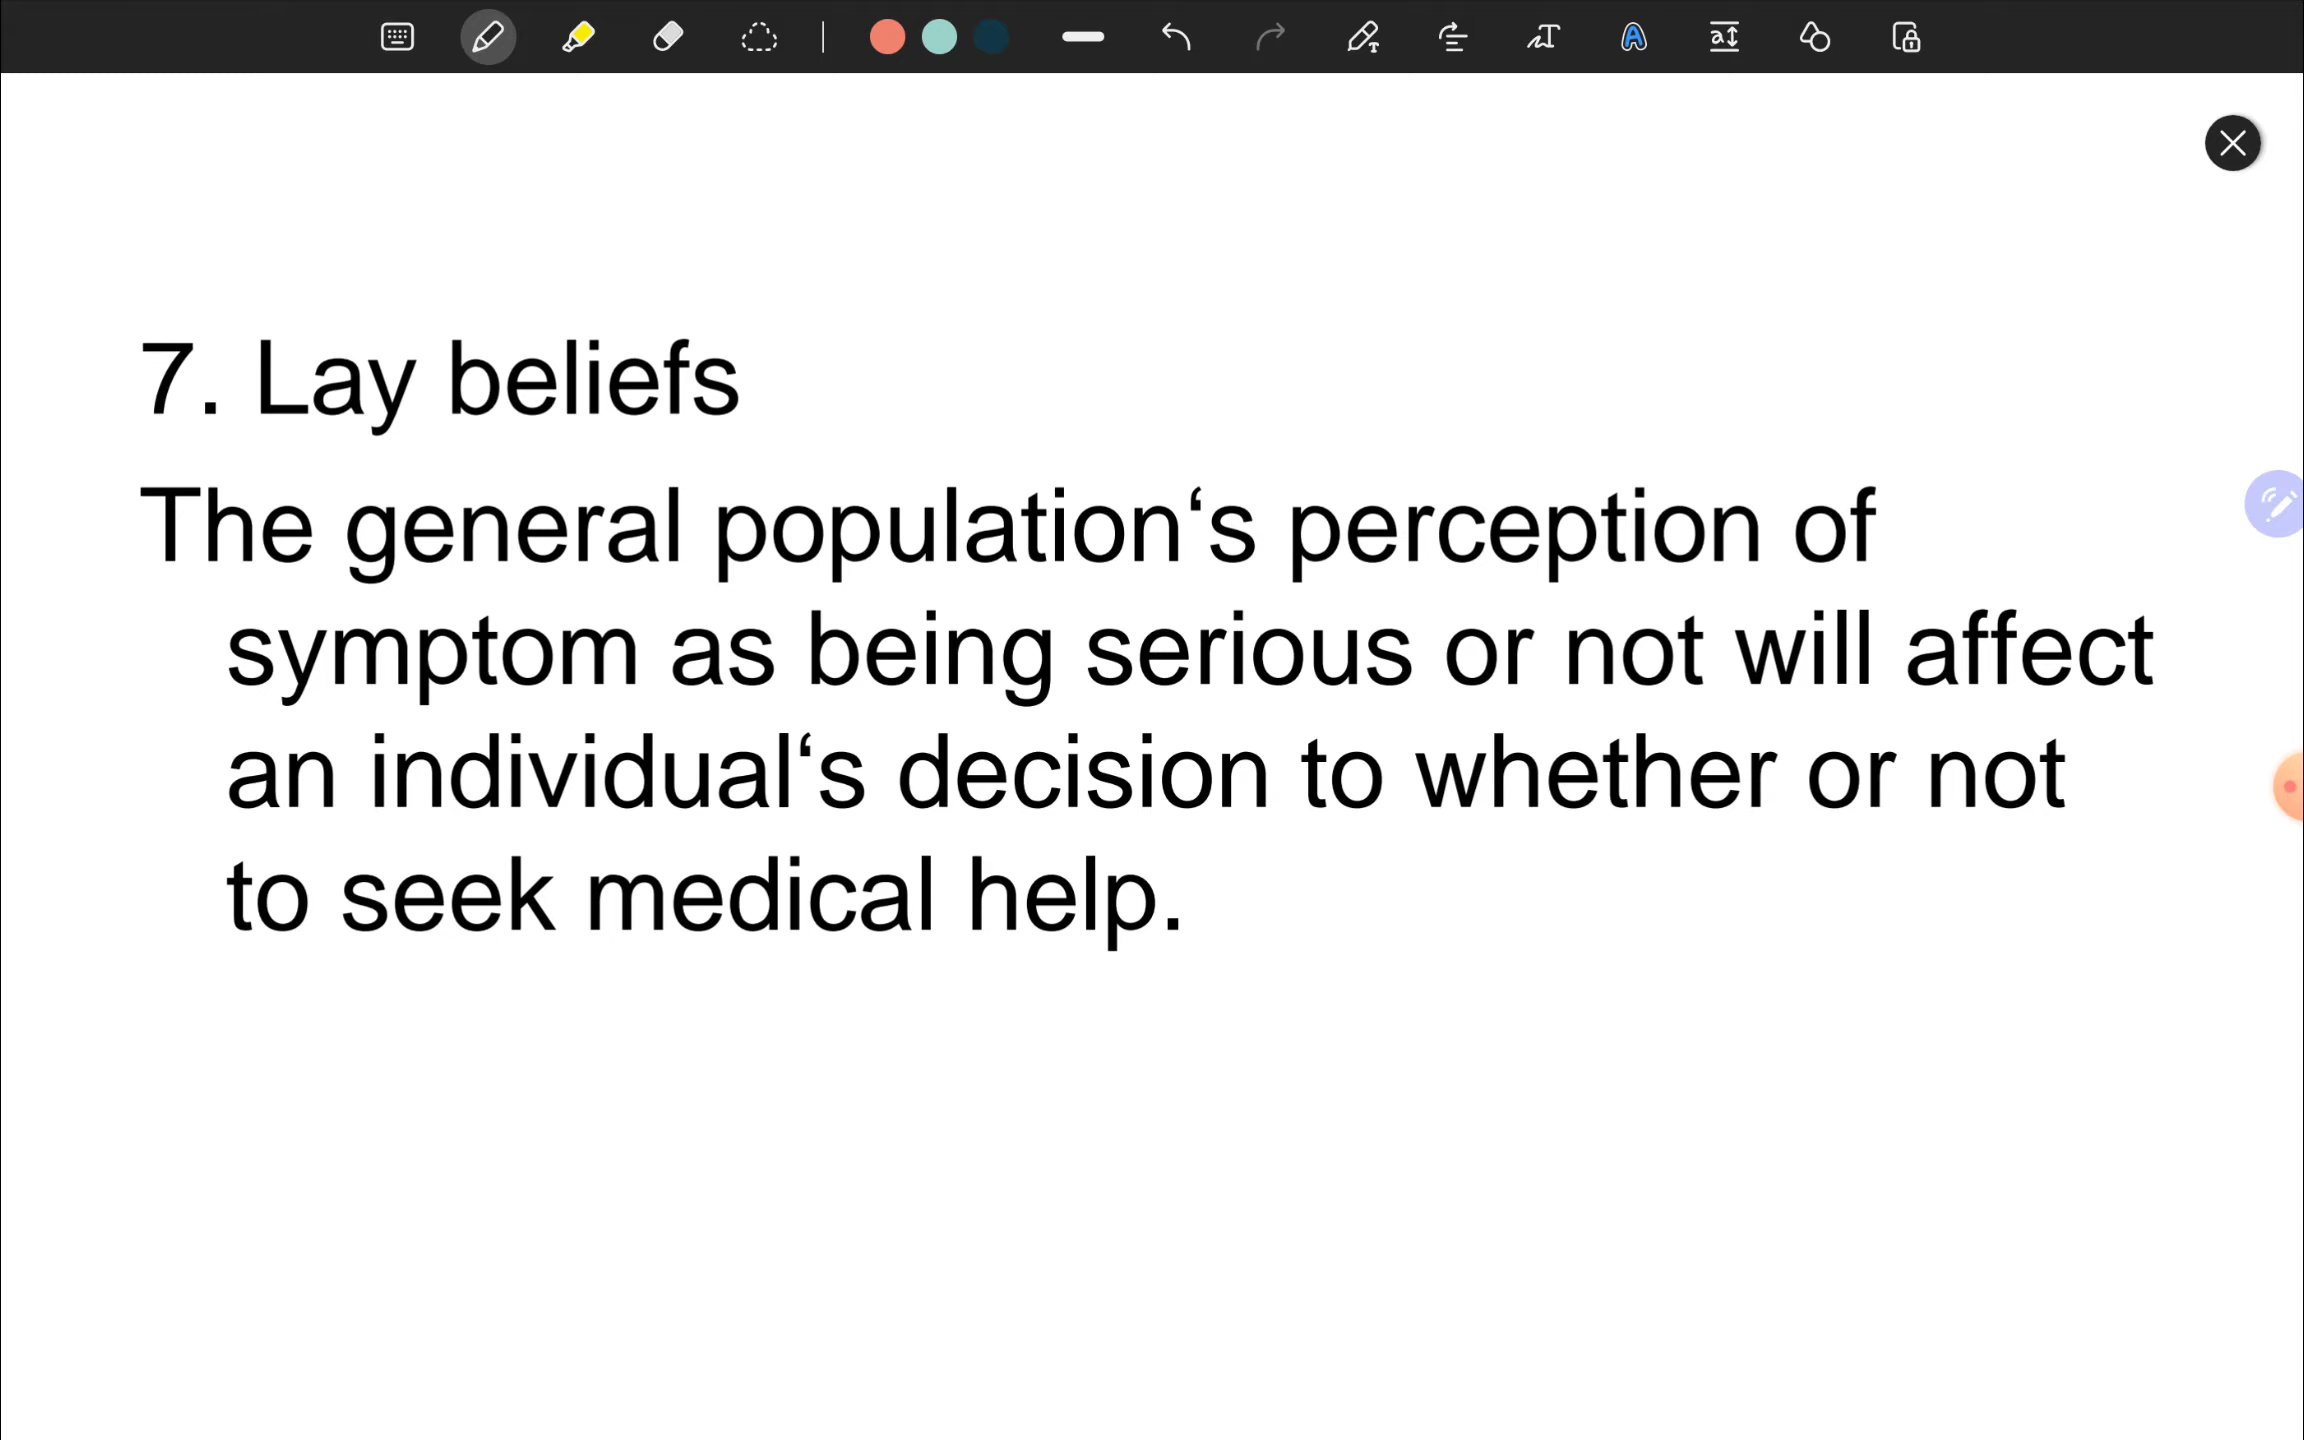 7. Lay beliefs
The general population‘s perception of
symptom as being serious or not will affect
an individual‘s decision to whether or not
to seek medical help.